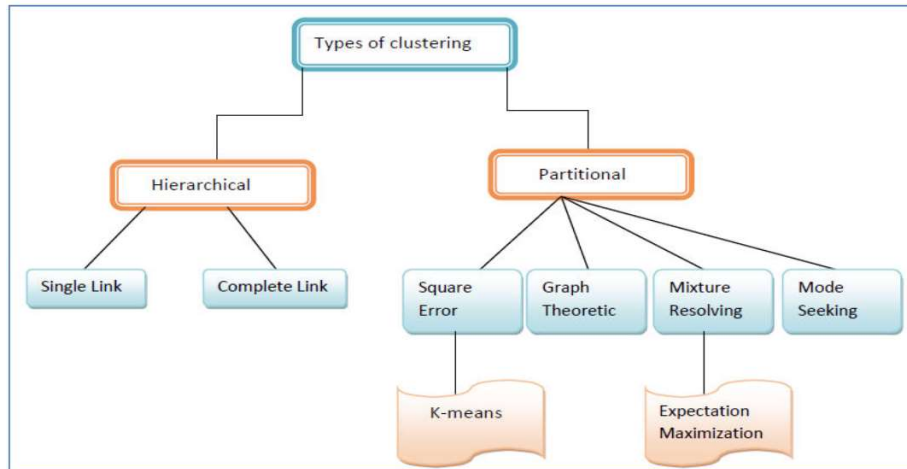 Types of clustering
Hierarchical
Partitional
Single Link
Complete Link
Square
Error
Graph
Theoretic
Mixture
Resolving
Mode
Seeking
K-means
Expectation
Maximization